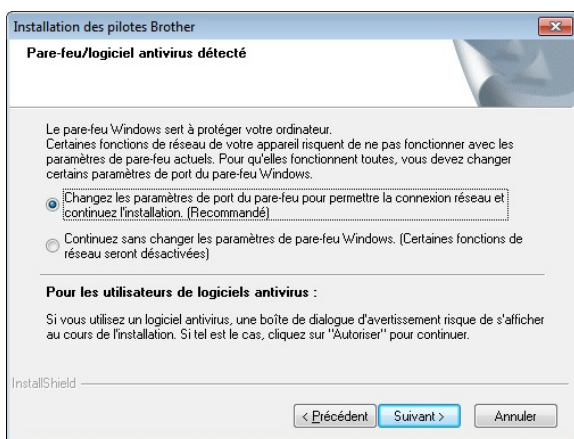 Installation des pilotes Brother
Pare-feu/logiciel antivirus détecté
Le pare-feu Windows sert à protéger votre ordinateur.
Certaines fonctions de réseau de votre appareil risquent de ne pas fonctionner avec les
paramètres de pare-feu actuels. Pour qu'elles fonctionnent toutes, vous devez changer
certains paramètres de port du pare-feu Windows.
Changez les paramètres de port du pare-feu pour permettre la connexion réseau et
continuez l'installation. (Recommandé)
Continuez sans changer les paramètres de pare-feu Windows. (Certaines fonctions de
réseau seront désactivées)
Pour les utilisateurs de logiciels antivirus :
Si vous utilisez un logiciel antivirus, une boîte de dialogue d'avertissement risque de s'afficher
au cours de l'installation. Si tel est le cas, cliquez sur "Autoriser" pour continuer.
InstallShield
< Précédent Suivant > Annuler